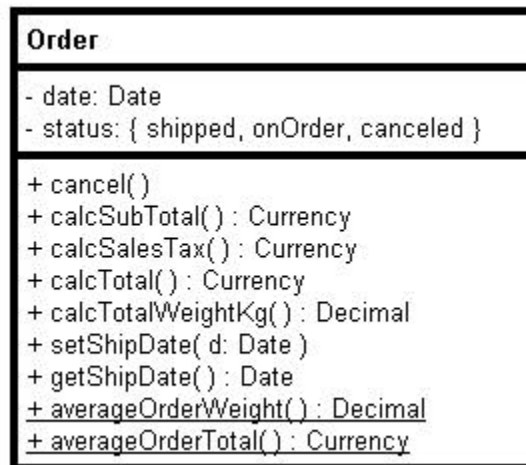 Order
- date: Date
- status: { shipped, onOrder, canceled }
+ cancel( )
+ calcSubTotal( ) : Currency
+ calcSalesTax( ) : Currency
+ calcTotal( ) : Currency
+ calcTotalWeightKg( ) : Decimal
+ setShipDate( d: Date )
+ getShipDate( ) : Date
+ averageOrderWeight( ) : Decimal
+ averageOrderTotal( ) : Currency